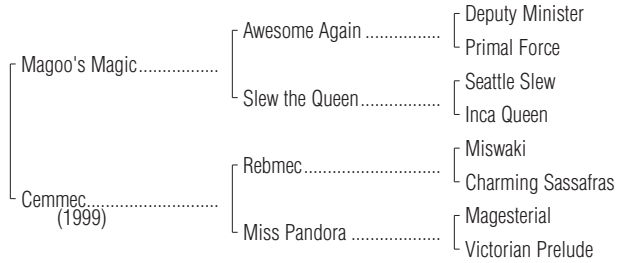 Deputy Minister
Awesome Again ................
Primal Force
Magoo's Magic.................
Seattle Slew
Slew the Queen.................
Inca Queen
Miswaki
Rebmec.............................
Charming Sassafras
Cemmec............................
(1999)
Magesterial
Miss Pandora ...................
Victorian Prelude